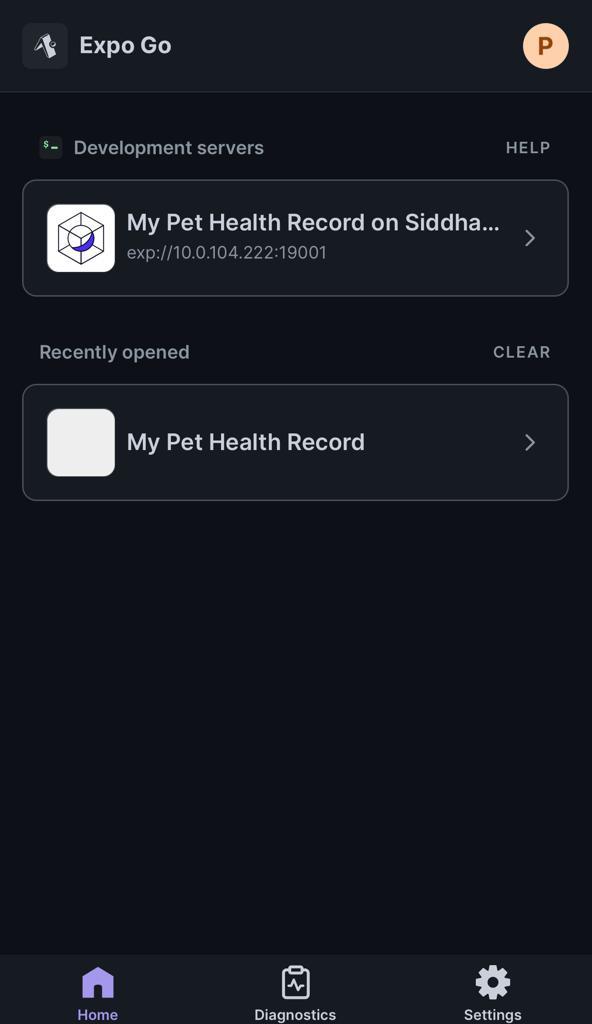 Expo Go
P
$
Development servers
HELP
My Pet Health Record on Siddha...
exp://10.0.104.222:19001
Recently opened
CLEAR
My Pet Health Record
Home
Diagnostics
Settings